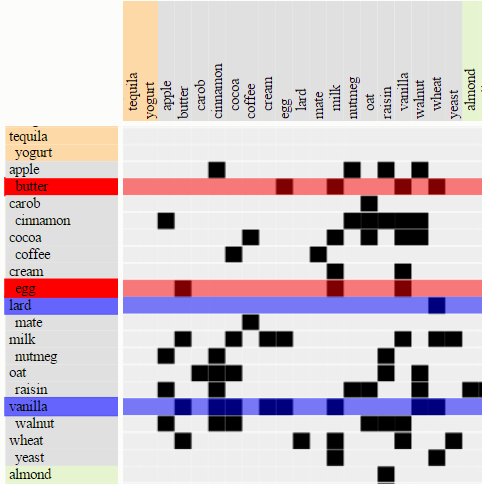 tequila
yogurt
apple
butter
carob
cinnamon
cocoa
coffee
cream
egg
lard
mate
milk
nutmeg
oat
raisin
vanilla
walnut
wheat
yeast
almond
tequila
yogurt
apple
butter
carob
cinnamon
cocoa
coffee
cream
egg
lard
mate
milk
nutmeg
oat
raisin
vanilla
walnut
wheat
yeast
almond